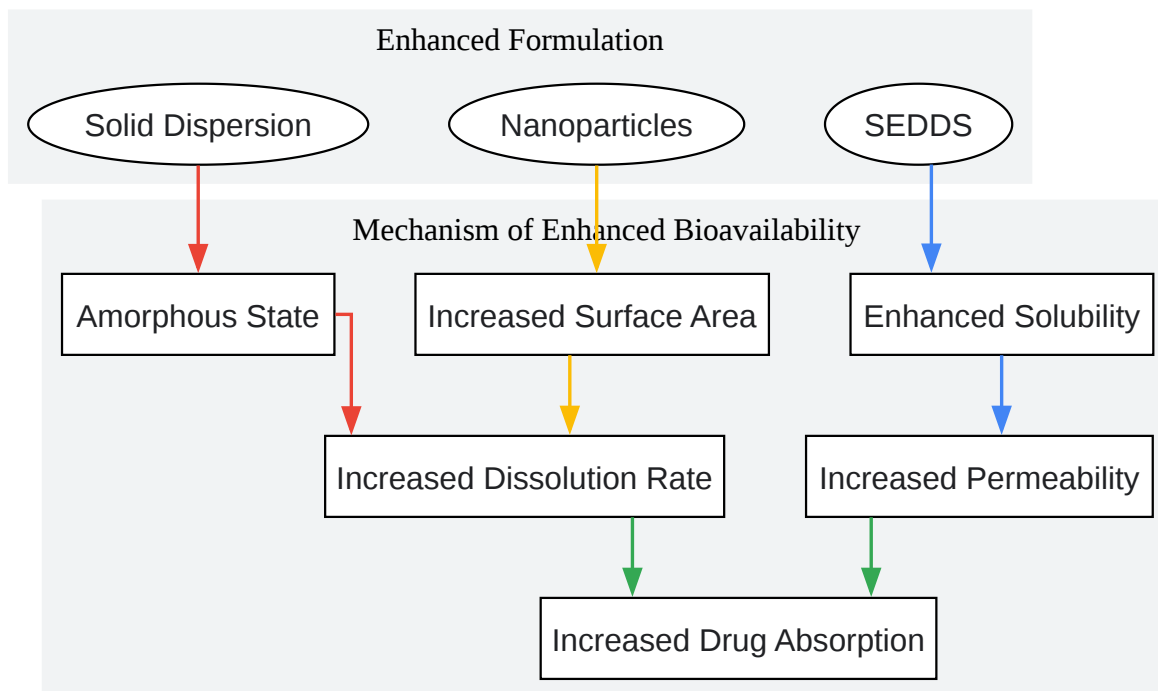 Enhanced Formulation
Solid Dispersion
Nanoparticles
SEDDS
Mechanism of Enhanced Bioavailability
Amorphous State
Increased Surface Area
Enhanced Solubility
Increased Dissolution Rate
Increased Permeability
Increased Drug Absorption